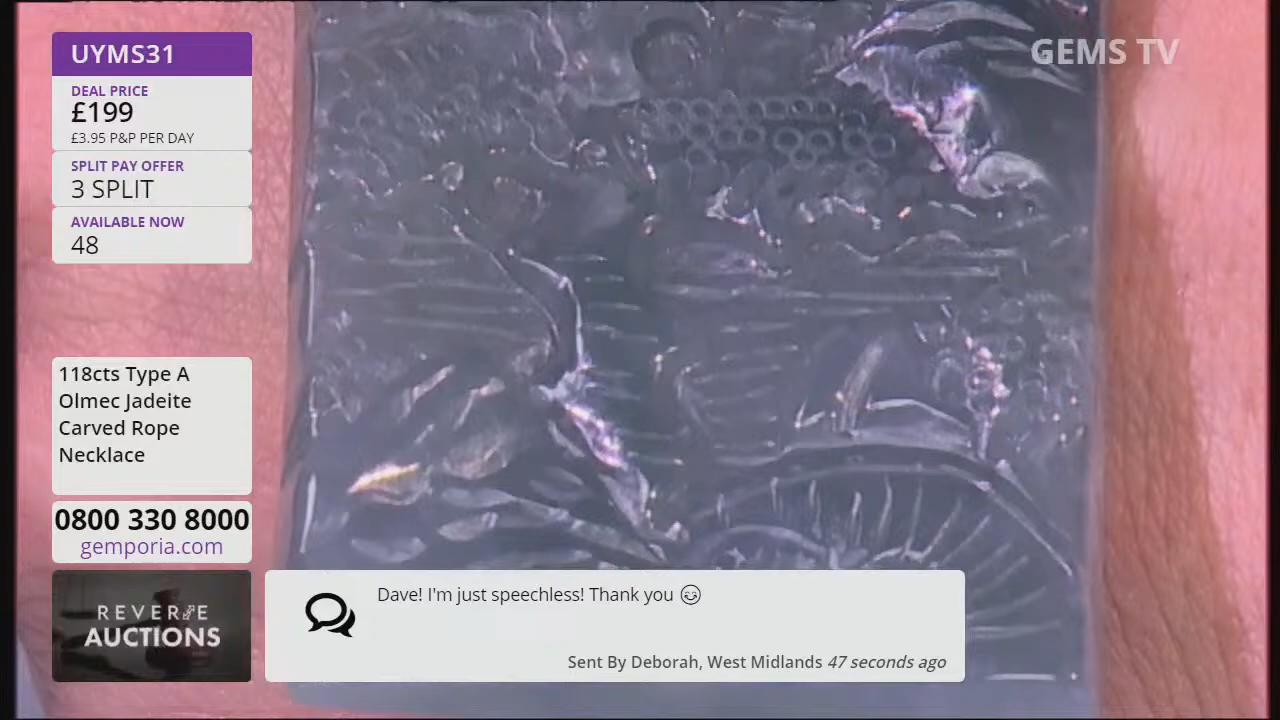 UYMS31
DEAL PRICE
£199
£3.95 P&P PER DAY
SPLIT PAY OFFER
3 SPLIT
AVAILABLE NOW
48
118cts Type A
Olmec Jadeite
Carved Rope
Necklace
0800 330 8000
gemporia.com
REVERSE
AUCTIONS
Dave! I'm just speechless! Thank you
Sent By Deborah, West Midlands 47 seconds ago
GEMS TV